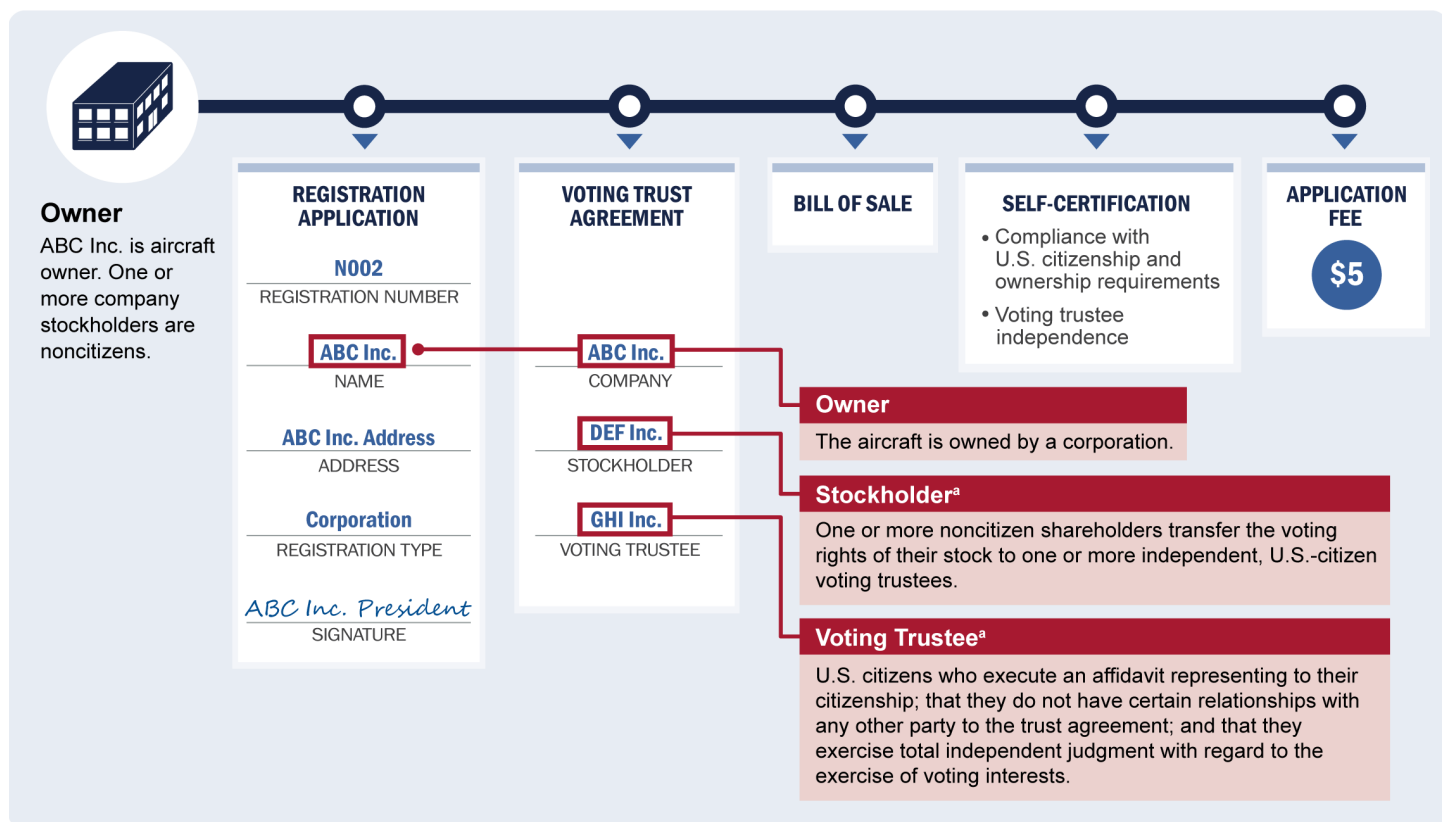 Owner
ABC Inc. is aircraft
owner. One or
more company
stockholders are
noncitizens.
REGISTRATION
APPLICATION
N002
REGISTRATION NUMBER
ABC Inc.
NAME
ABC Inc. Address
ADDRESS
Corporation
REGISTRATION TYPE
ABC Inc. President
SIGNATURE
VOTING TRUST
AGREEMENT
ABC Inc.
COMPANY
DEF Inc.
STOCKHOLDER
GHI Inc.
VOTING TRUSTEE
BILL OF SALE
SELF-CERTIFICATION
• Compliance with
U.S. citizenship and
ownership requirements
• Voting trustee
independence
APPLICATION
FEE
$5
Owner
The aircraft is owned by a corporation.
Stockholderᵃ
One or more noncitizen shareholders transfer the voting
rights of their stock to one or more independent, U.S.-citizen
voting trustees.
Voting Trusteeᵃ
U.S. citizens who execute an affidavit representing to their
citizenship; that they do not have certain relationships with
any other party to the trust agreement; and that they
exercise total independent judgment with regard to the
exercise of voting interests.